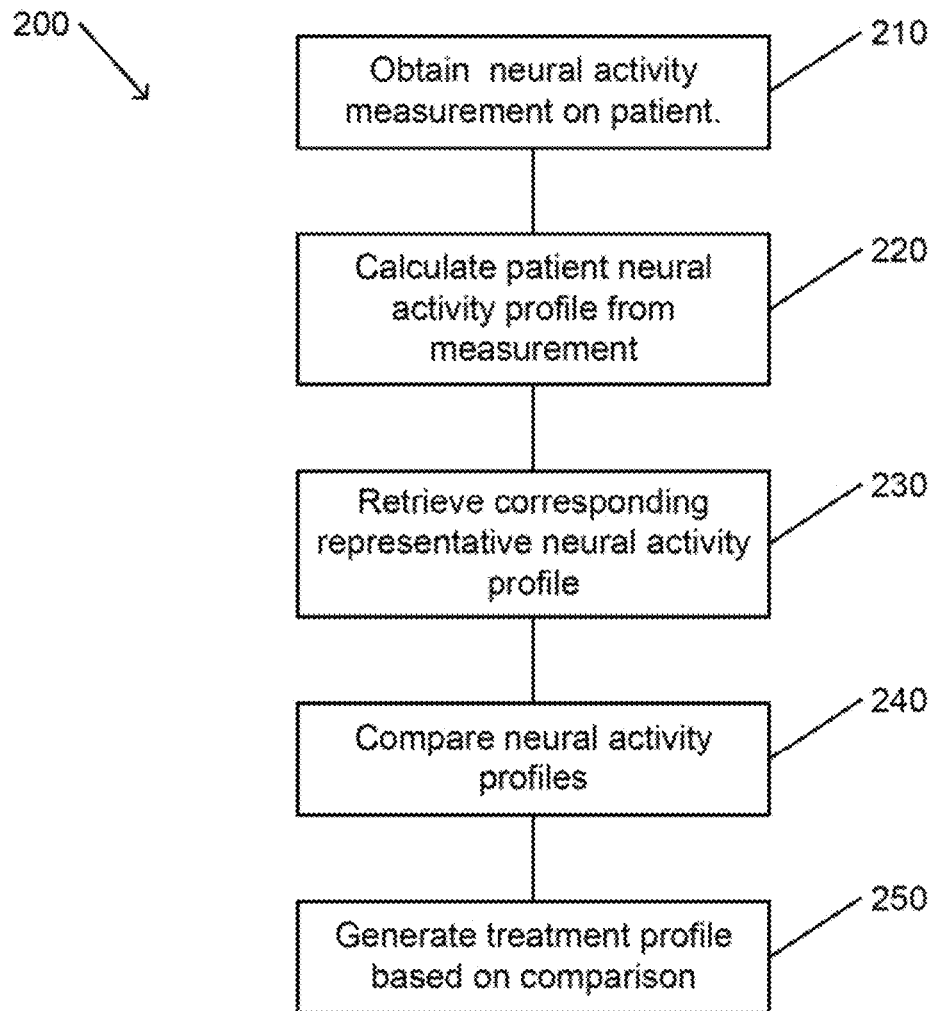 200
210
Obtain neural activity
measurement on patient.
220
Calculate patient neural
activity profile from
measurement
230
Retrieve corresponding
representative neural activity
profile
240
Compare neural activity
profiles
250
Generate treatment profile
based on comparison